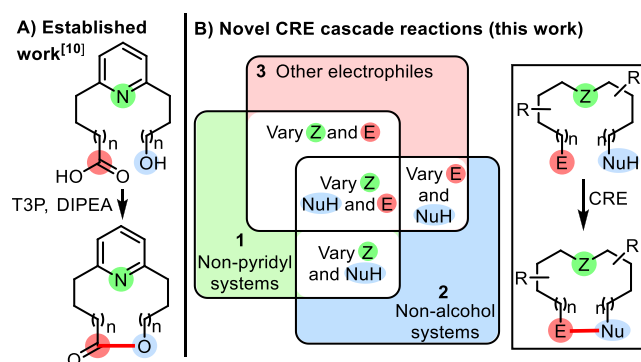 A) Established
work[10]
N
n
n
HO
O
OH
T3P, DIPEA
N
n
n
O
O
B) Novel CRE cascade reactions (this work)
3 Other electrophiles
Vary Z and E
Vary Z
NuH and E
Vary E
and
NuH
1
Non-pyridyl
systems
Vary Z
and NuH
2
Non-alcohol
systems
Z
R
R
n
n
E
NuH
CRE
Z
R
R
n
n
E
Nu